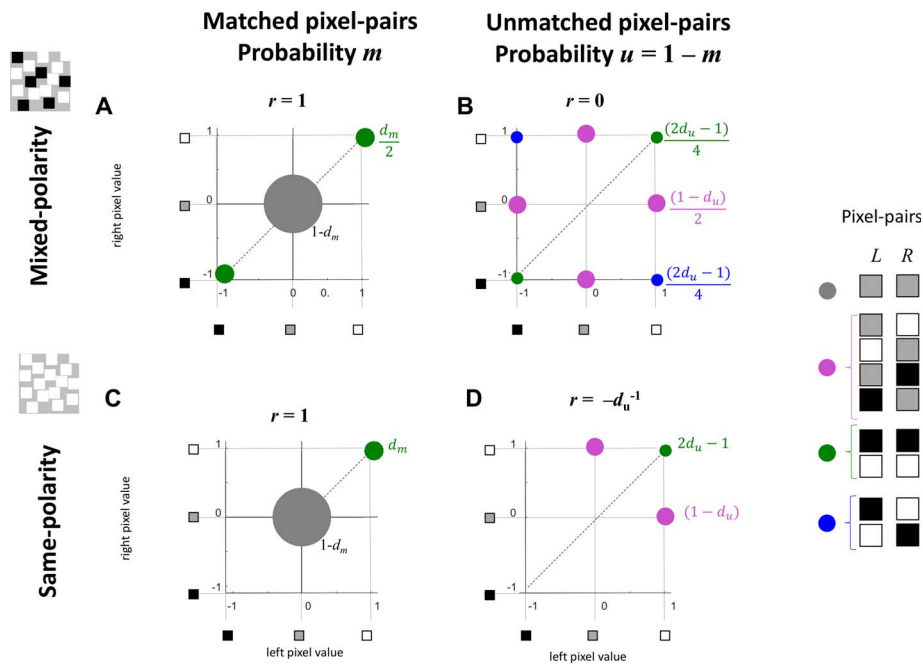 Matched pixel-pairs
Probability m
Unmatched pixel-pairs
Probability u = 1 – m
Mixed-polarity
A
r = 1
1
0
-1
right pixel value
d_m/2
1-d_m
-1
0
0.
1
B
r = 0
1
0
-1
(2d_u − 1)/4
(1 − d_u)/2
(2d_u − 1)/4
-1
0
1
Pixel-pairs
L R
Same-polarity
C
r = 1
1
0
-1
right pixel value
d_m
1-d_m
-1
0
1
left pixel value
D
r = –d_u^-1
1
0
-1
2d_u − 1
(1 − d_u)
-1
0
1
left pixel value